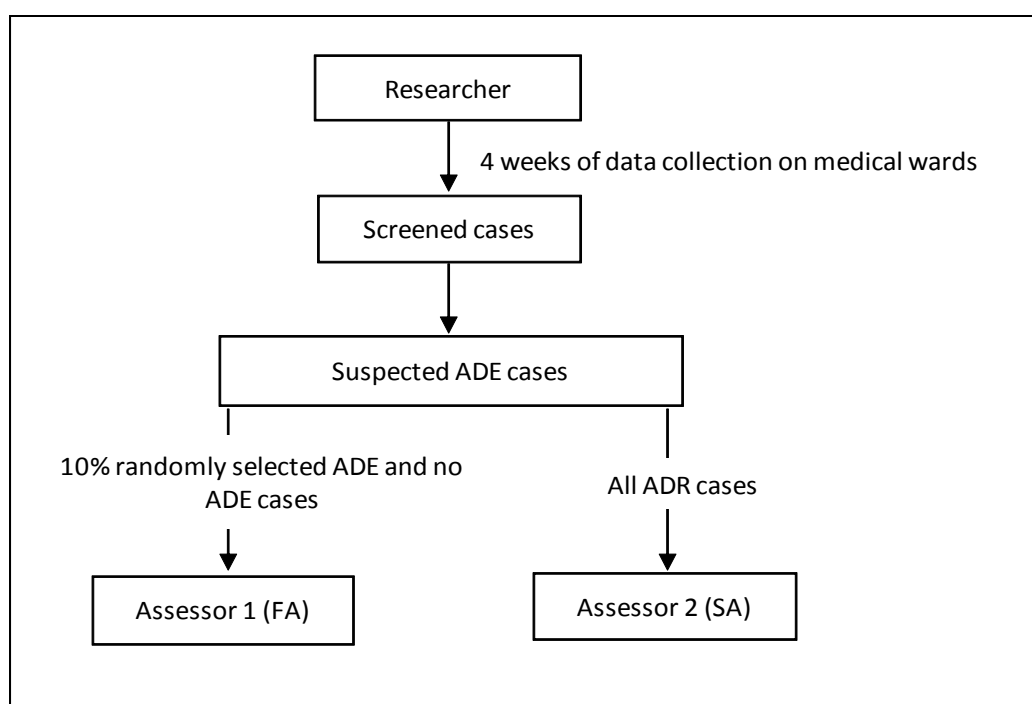 Researcher
4 weeks of data collection on medical wards
Screened cases
Suspected ADE cases
10% randomly selected ADE and no
ADE cases
All ADR cases
Assessor 1 (FA)
Assessor 2 (SA)